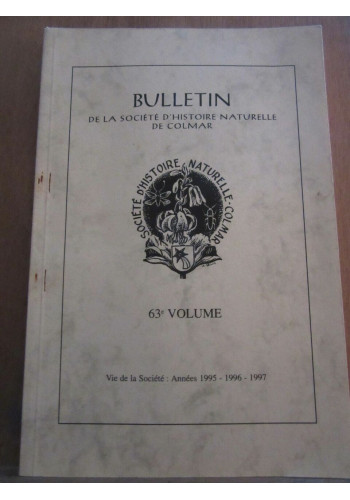 BULLETIN
DE LA SOCIÉTÉ D'HISTOIRE NATURELLE
DE COLMAR
SOCIÉTÉ D'HISTOIRE NATURELLE · COLMAR
63e VOLUME
Vie de la Société : Années 1995 - 1996 - 1997